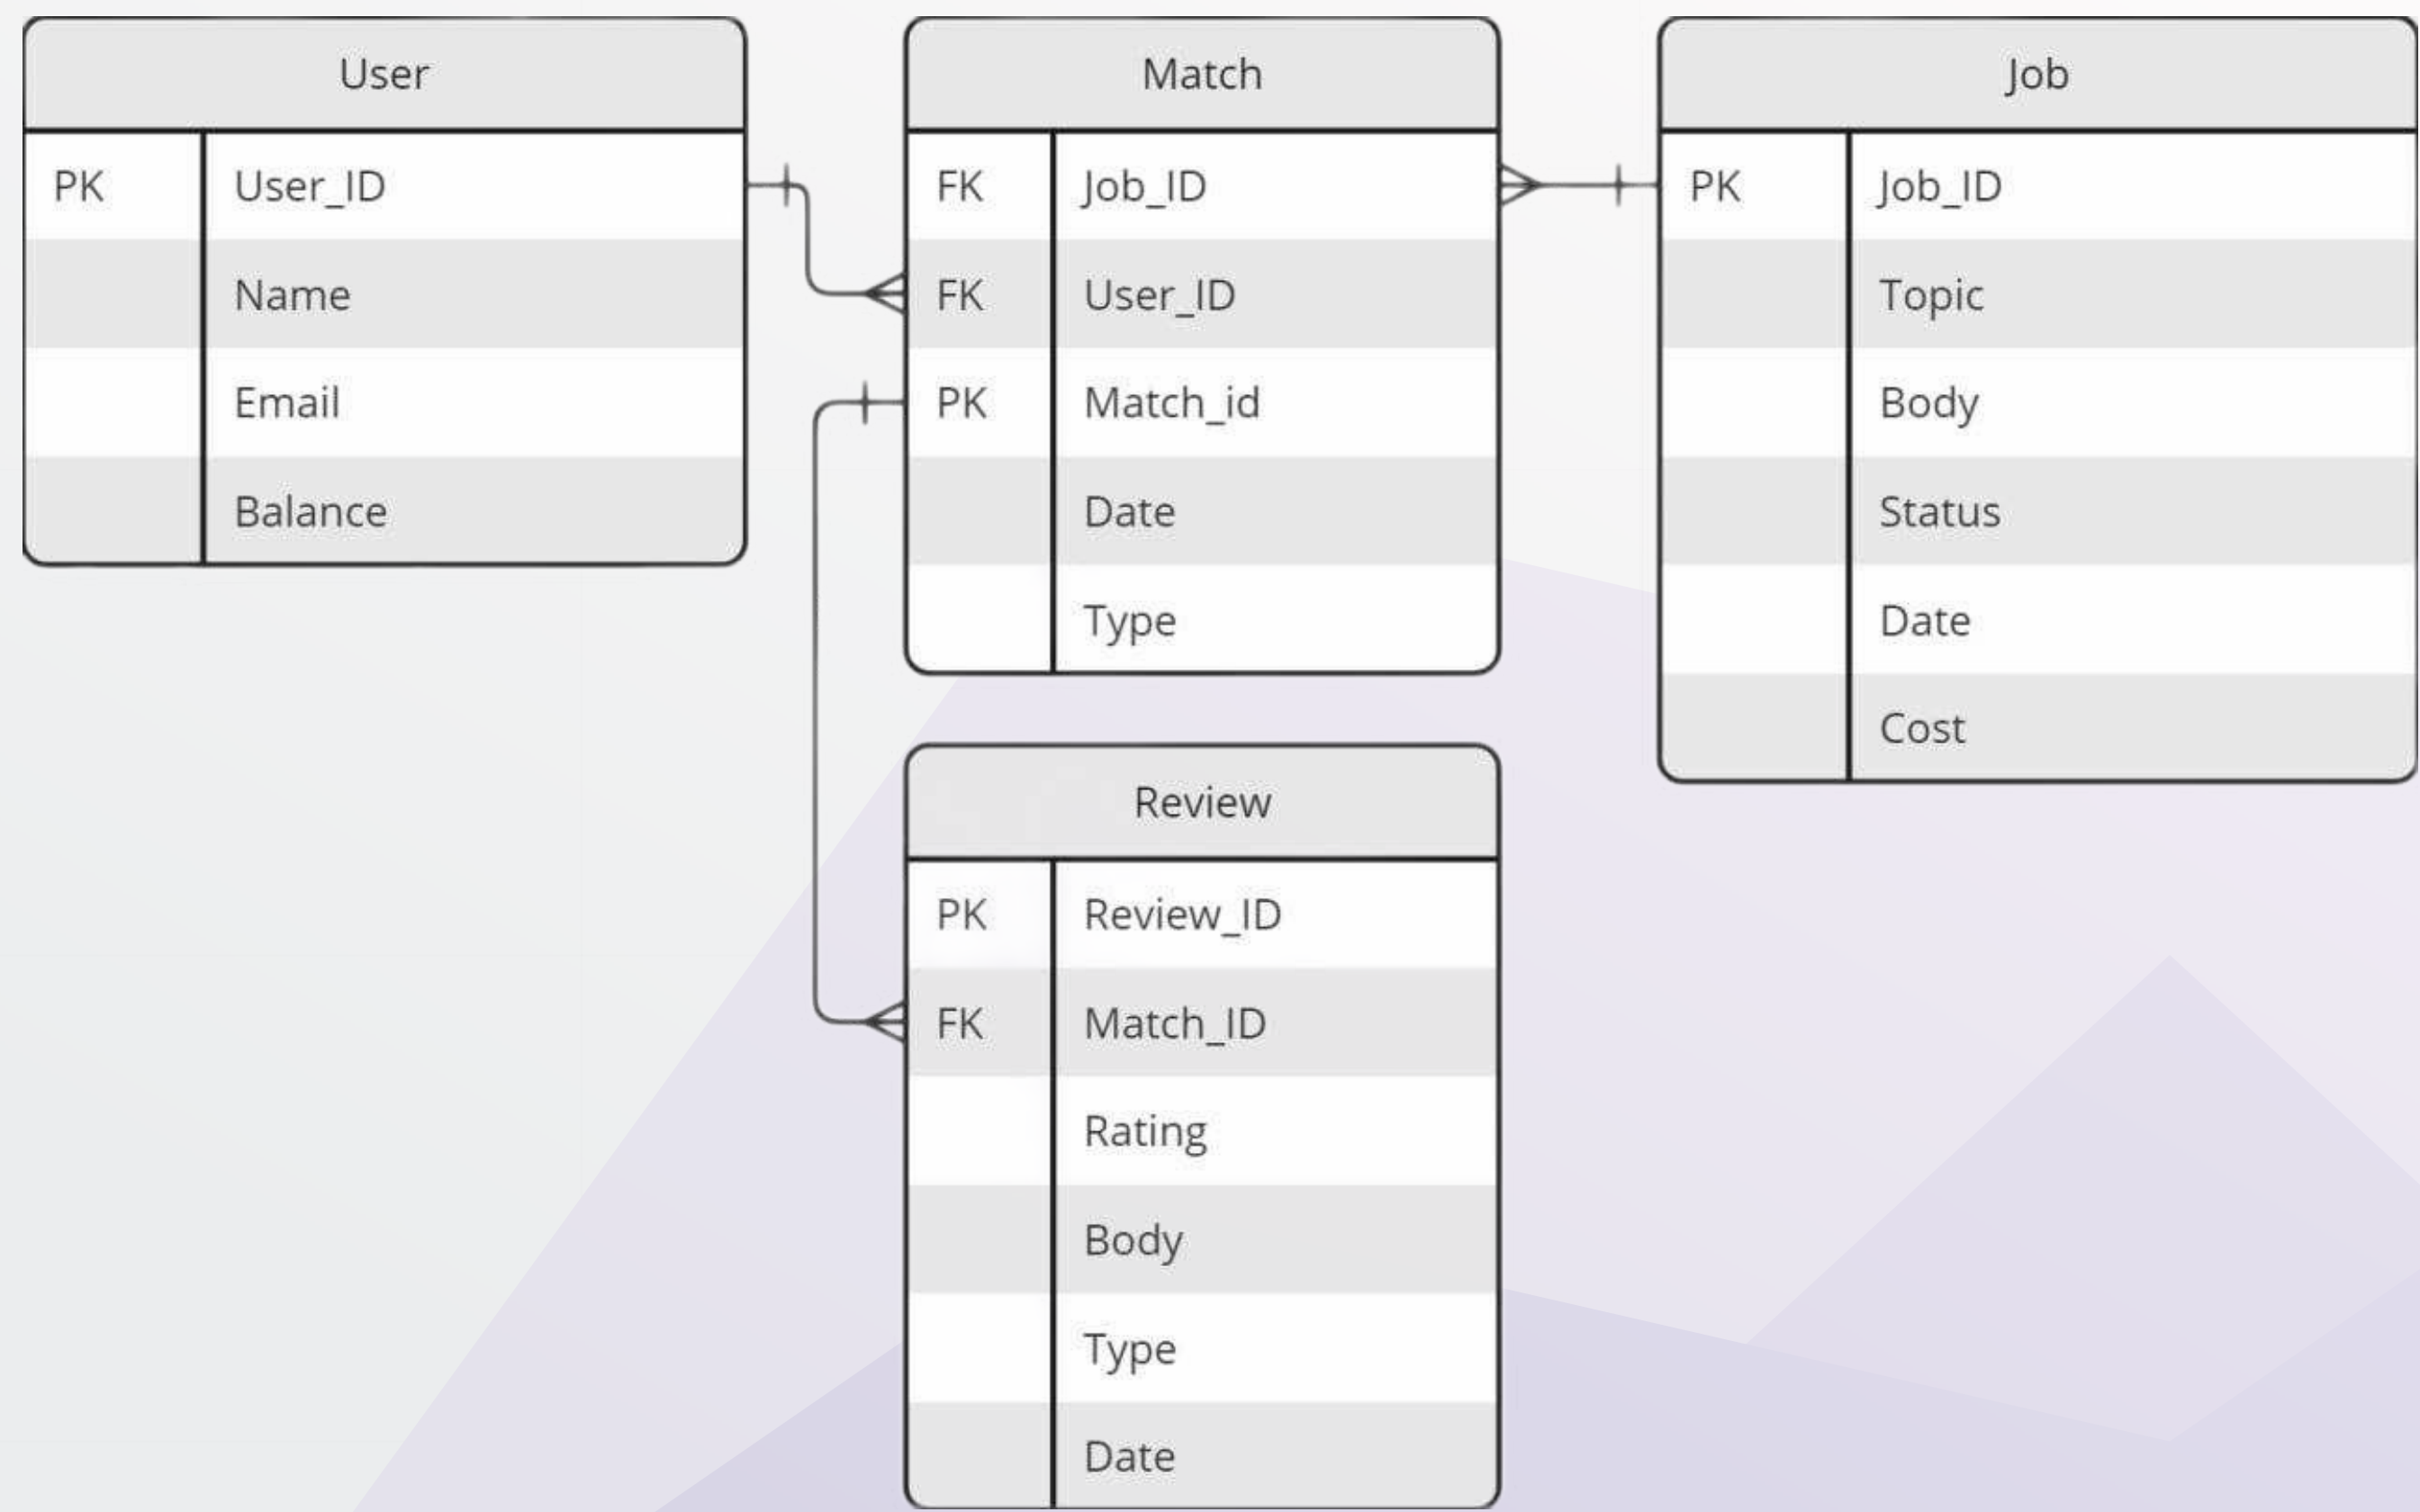 User
PK User_ID
Name
Email
Balance
Match
FK Job_ID
FK User_ID
PK Match_id
Date
Type
Job
PK Job_ID
Topic
Body
Status
Date
Cost
Review
PK Review_ID
FK Match_ID
Rating
Body
Type
Date